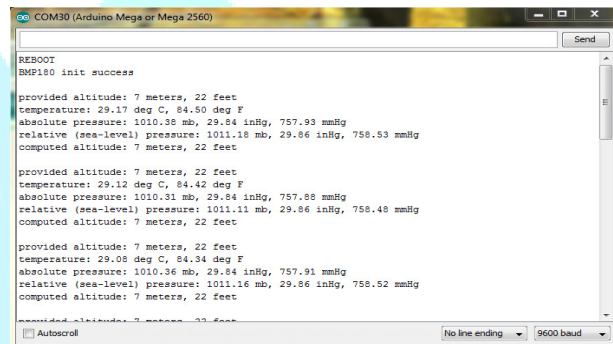 COM30 (Arduino Mega or Mega 2560)
Send
REBOOT
BMP180 init success
provided altitude: 7 meters, 22 feet
temperature: 29.17 deg C, 84.50 deg F
absolute pressure: 1010.38 mb, 29.84 inHg, 757.93 mmHg
relative (sea-level) pressure: 1011.18 mb, 29.86 inHg, 758.53 mmHg
computed altitude: 7 meters, 22 feet
provided altitude: 7 meters, 22 feet
temperature: 29.12 deg C, 84.42 deg F
absolute pressure: 1010.31 mb, 29.84 inHg, 757.88 mmHg
relative (sea-level) pressure: 1011.11 mb, 29.86 inHg, 758.48 mmHg
computed altitude: 7 meters, 22 feet
provided altitude: 7 meters, 22 feet
temperature: 29.08 deg C, 84.34 deg F
absolute pressure: 1010.36 mb, 29.84 inHg, 757.91 mmHg
relative (sea-level) pressure: 1011.16 mb, 29.86 inHg, 758.52 mmHg
computed altitude: 7 meters, 22 feet
provided altitude: 7 meters, 22 feet
Autoscroll
No line ending
9600 baud